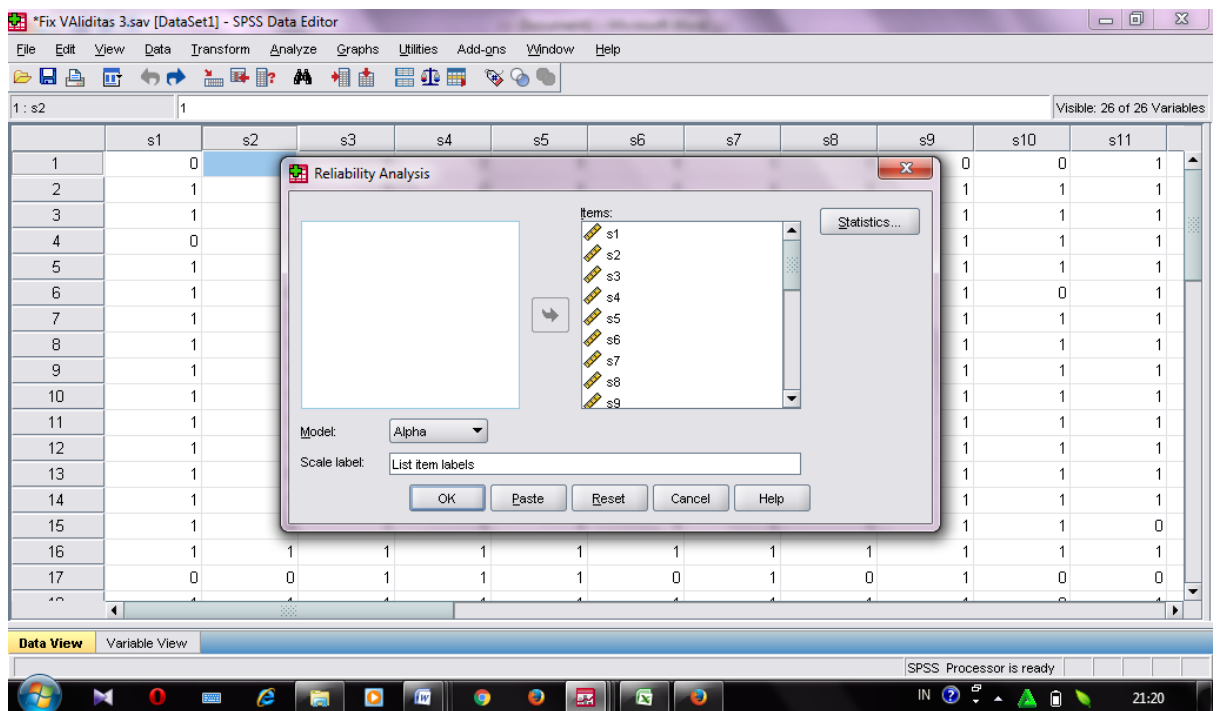 *Fix VAliditas 3.sav [DataSet1] - SPSS Data Editor
File Edit View Data Transform Analyze Graphs Utilities Add-ons Window Help
1 : s2 1 Visible: 26 of 26 Variables
s1 s2 s3 s4 s5 s6 s7 s8 s9 s10 s11
Reliability Analysis
Items:
s1
s2
s3
s4
s5
s6
s7
s8
s9
Statistics...
Model: Alpha
Scale label: List item labels
OK Paste Reset Cancel Help
1 0 0 0 1
2 1 1 1 1
3 1 1 1 1
4 0 1 1 1
5 1 1 1 1
6 1 1 0 1
7 1 1 1 1
8 1 1 1 1
9 1 1 1 1
10 1 1 1 1
11 1 1 1 1
12 1 1 1 1
13 1 1 1 1
14 1 1 1 1
15 1 1 1 0
16 1 1 1 1 1 1 1 1 1 1 1
17 0 0 1 1 1 0 1 0 1 0 0
Data View Variable View
SPSS Processor is ready
IN 21:20